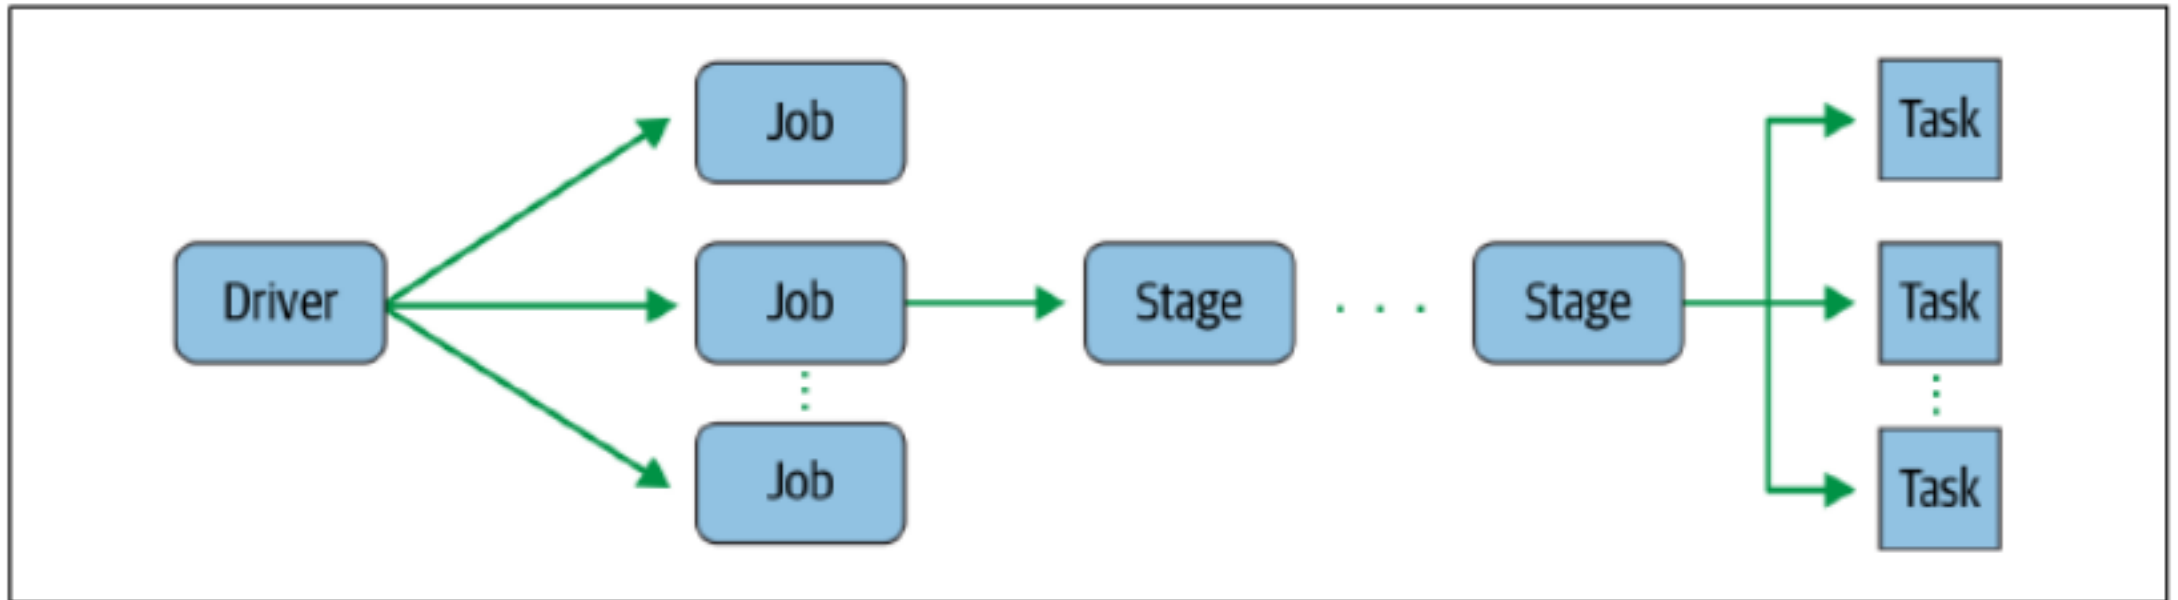 Job
Task
Driver
Job
Stage
Stage
Task
Job
Task